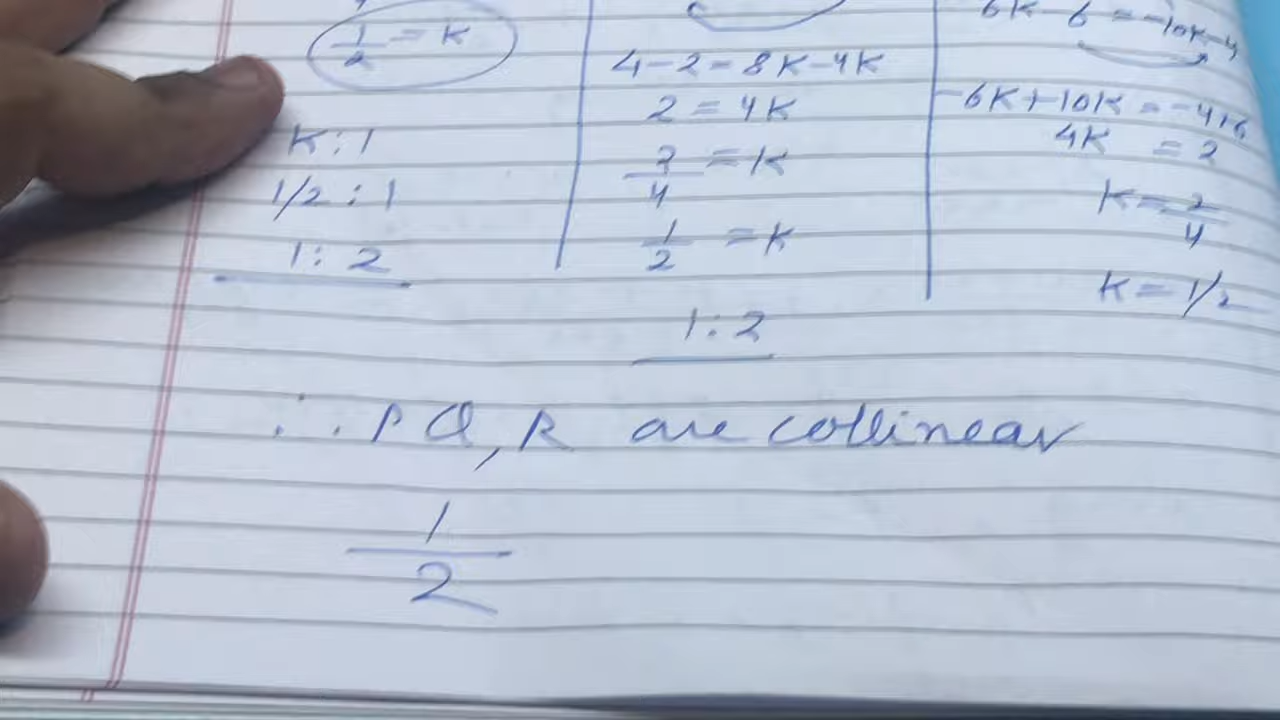 1/2 = K
K : 1
1/2 : 1
1 : 2
4 - 2 = 8K - 4K
2 = 4K
2/4 = K
1/2 = K
1 : 2
-6K - 6 = -10K - 4
-6K + 10K = -4 + 6
4K = 2
K = 2/4
K = 1/2
∴ P Q, R are collinear
1/2